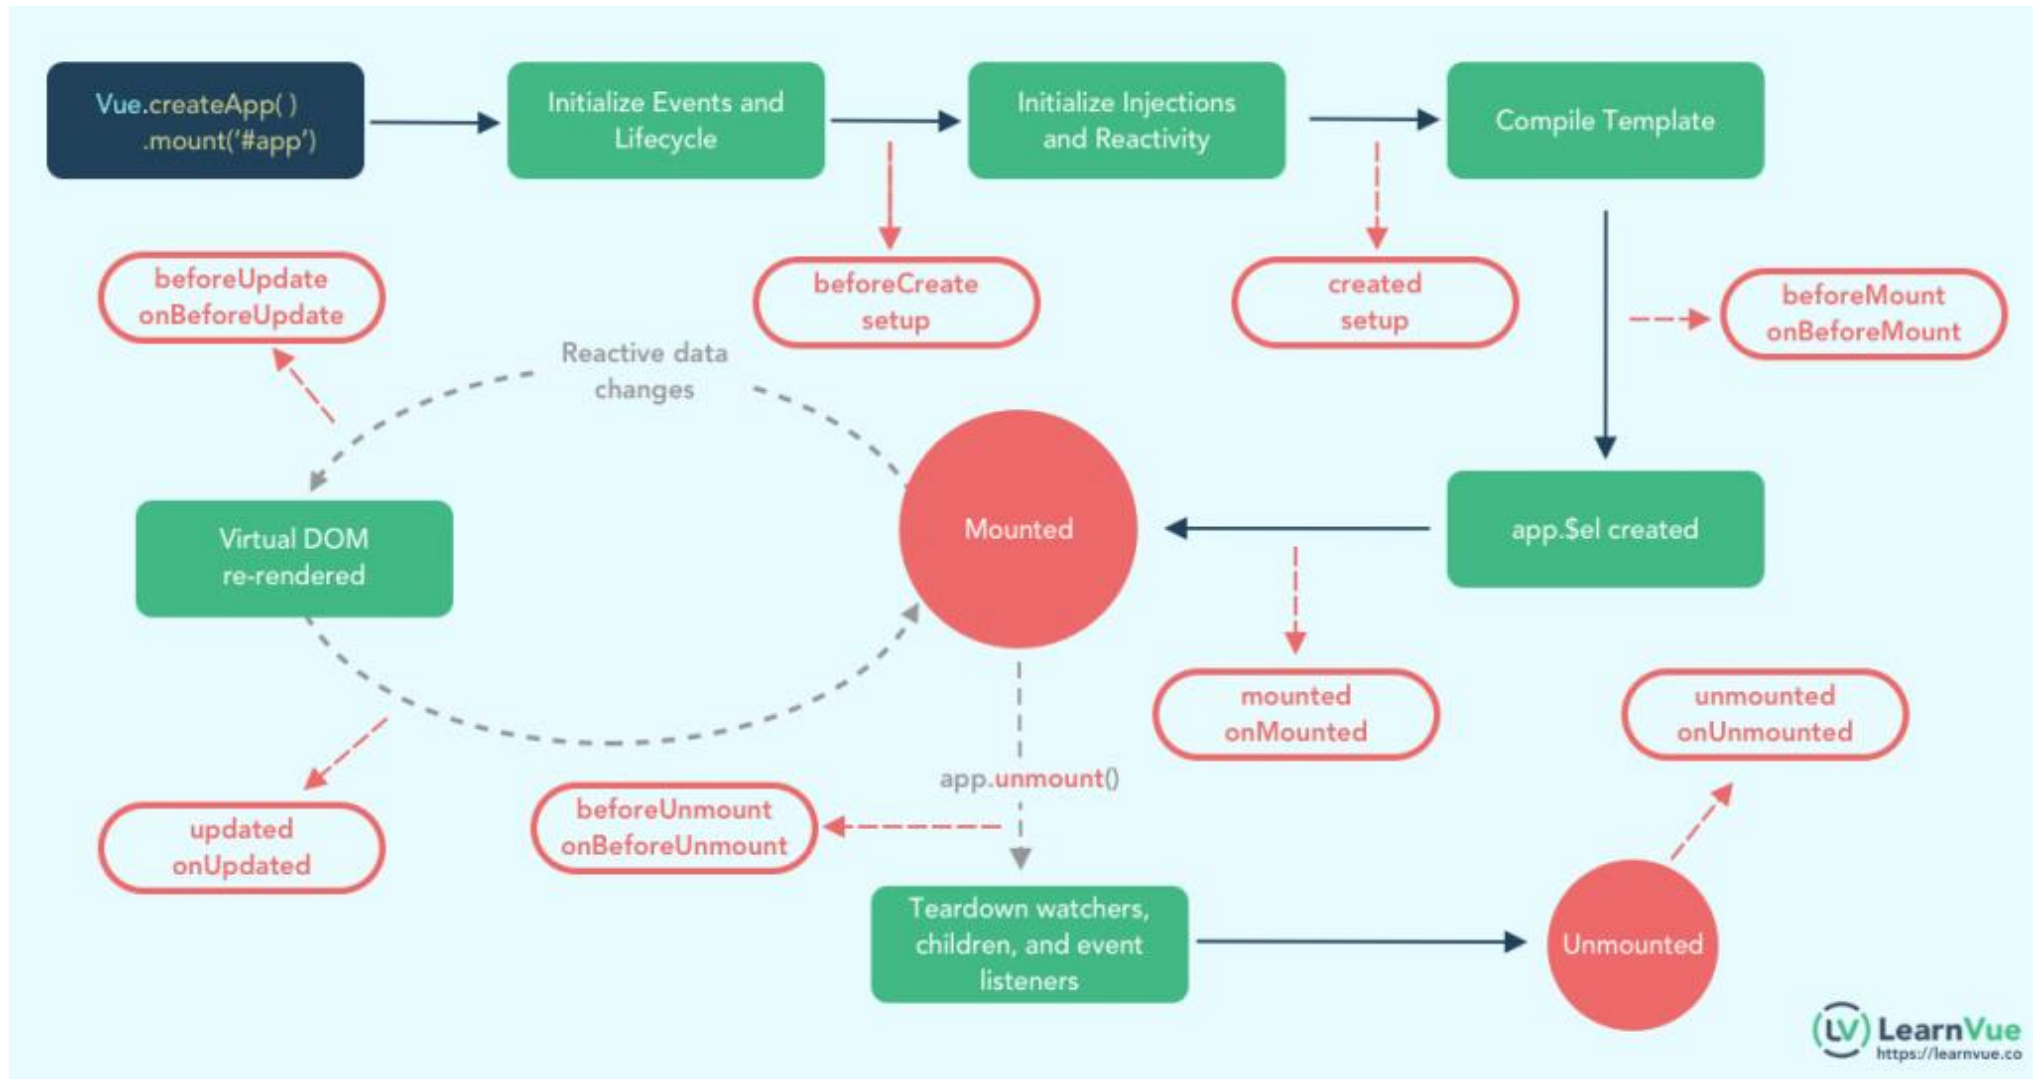 Vue.createApp( )
.mount('#app')
Initialize Events and
Lifecycle
Initialize Injections
and Reactivity
Compile Template
beforeUpdate
onBeforeUpdate
beforeCreate
setup
created
setup
beforeMount
onBeforeMount
Reactive data
changes
Virtual DOM
re-rendered
Mounted
app.$el created
mounted
onMounted
unmounted
onUnmounted
app.unmount()
updated
onUpdated
beforeUnmount
onBeforeUnmount
Teardown watchers,
children, and event
listeners
Unmounted
LV LearnVue
https://learnvue.co